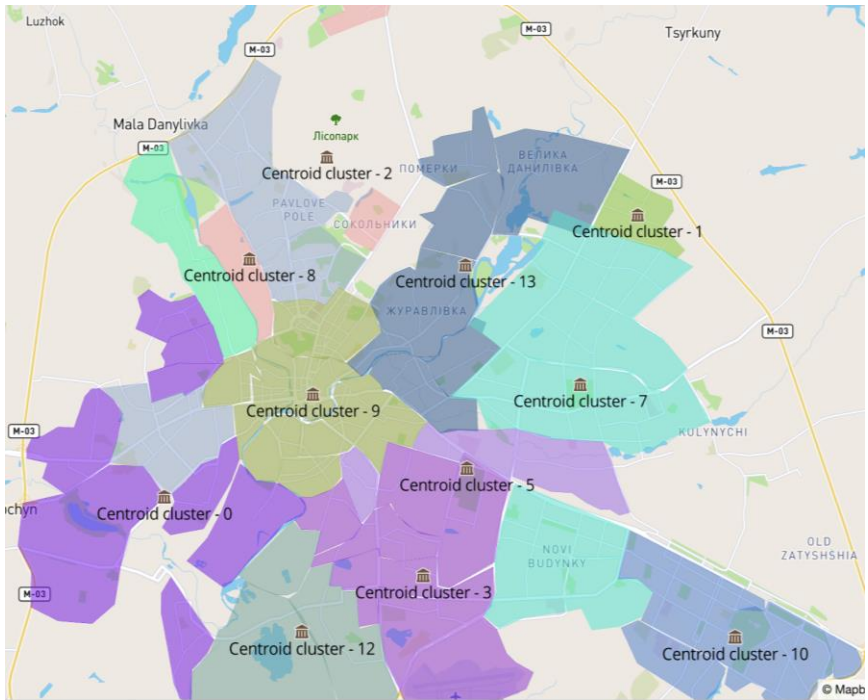 Luzhok
M-03
Tsyrkuny
Mala Danylivka
Лісопарк
M-03
ПОМЕРКИ
ВЕЛИКА
ДАНИЛІВКА
Centroid cluster - 2
M-03
PAVLOVE
POLE
СОКОЛЬНИКИ
Centroid cluster - 1
Centroid cluster - 8
Centroid cluster - 13
ЖУРАВЛІВКА
M-03
Centroid cluster - 9
Centroid cluster - 7
M-03
KULYNYCHI
Centroid cluster - 5
achyn
Centroid cluster - 0
NOVI
BUDYNKY
OLD
ZATYSHSHIA
M-03
Centroid cluster - 3
Centroid cluster - 12
Centroid cluster - 10
© Mapb